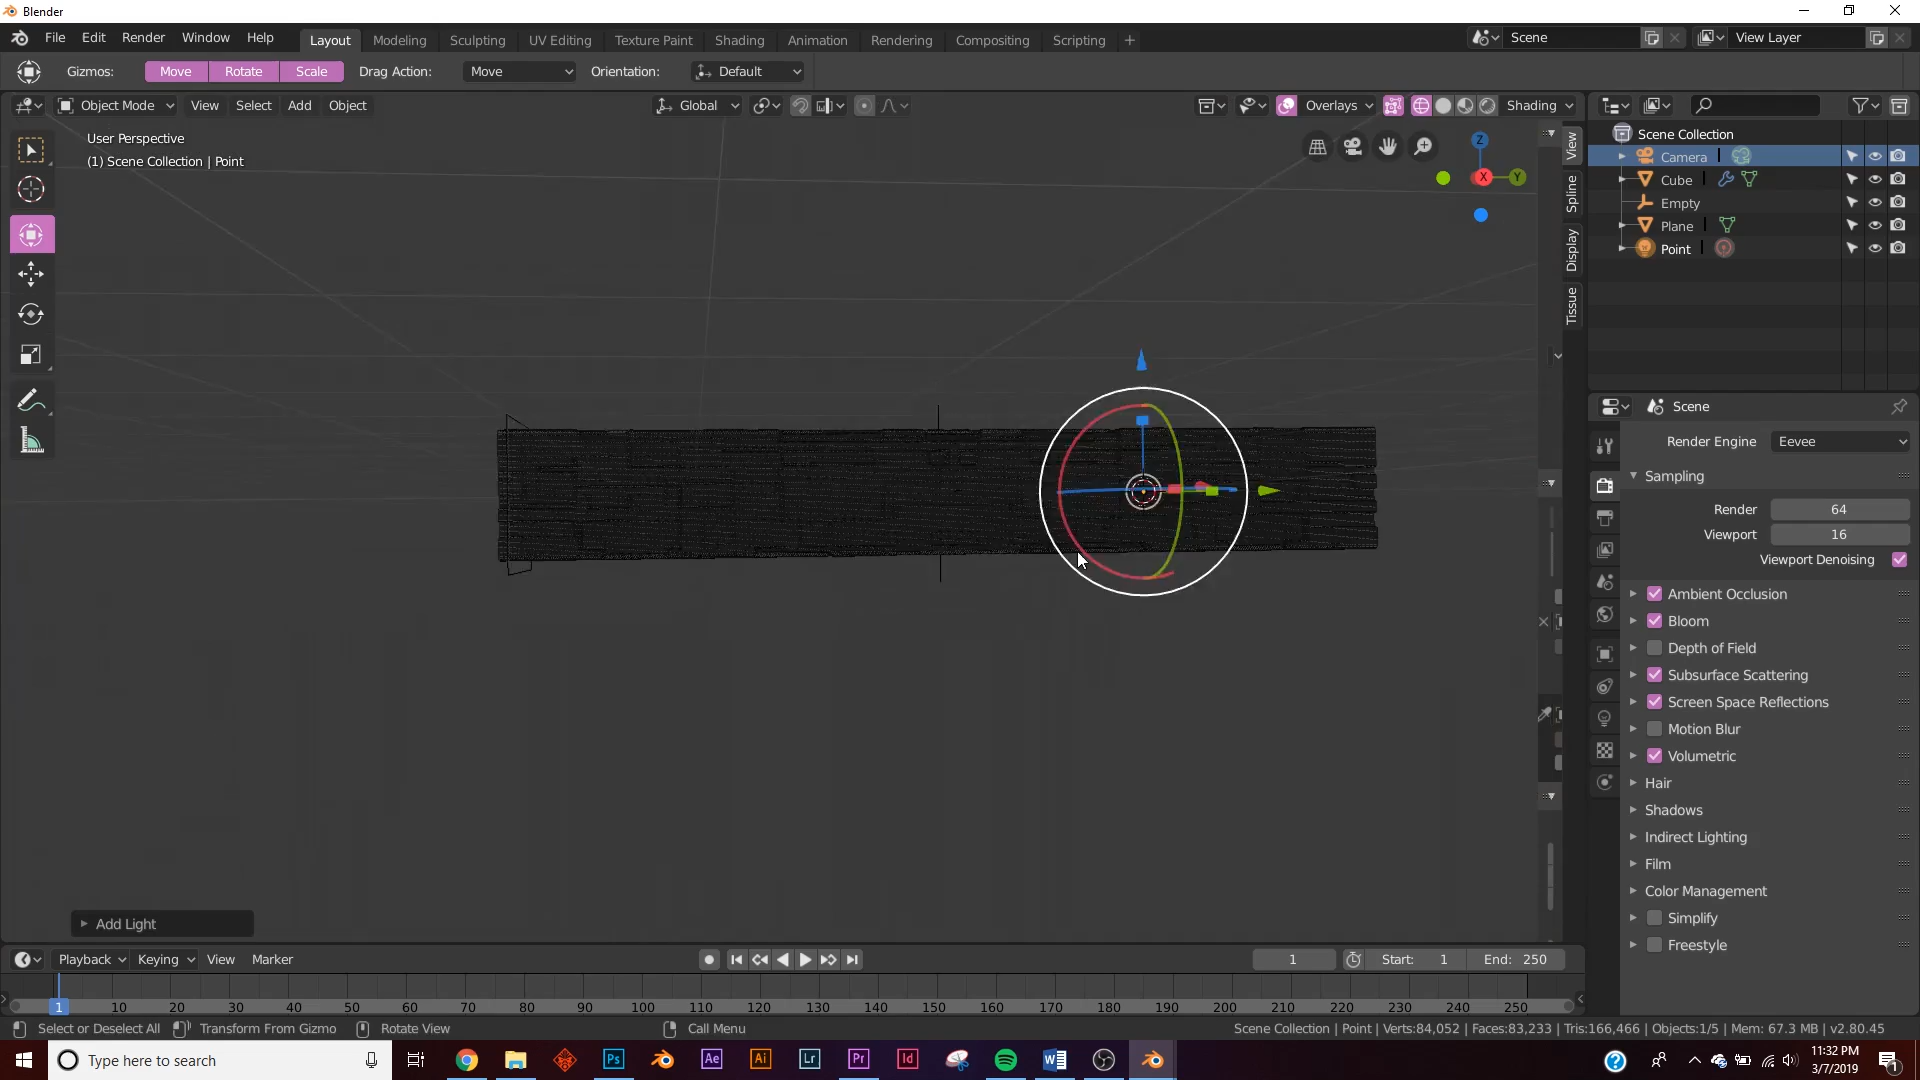 Blender
File Edit Render Window Help Layout Modeling Sculpting UV Editing Texture Paint Shading Animation Rendering Compositing Scripting + Scene View Layer
Gizmos: Move Rotate Scale Drag Action: Move Orientation: Default
Object Mode View Select Add Object Global Overlays Shading
User Perspective
(1) Scene Collection | Point
Z
X
Y
View
Spline
Display
Tissue
Scene Collection
Camera
Cube
Empty
Plane
Point
Scene
Render Engine Eevee
Sampling
Render 64
Viewport 16
Viewport Denoising
Ambient Occlusion
Bloom
Depth of Field
Subsurface Scattering
Screen Space Reflections
Motion Blur
Volumetric
Hair
Shadows
Indirect Lighting
Film
Color Management
Simplify
Freestyle
Add Light
Playback Keying View Marker 1 Start: 1 End: 250
1 10 20 30 40 50 60 70 80 90 100 110 120 130 140 150 160 170 180 190 200 210 220 230 240 250
Select or Deselect All Transform From Gizmo Rotate View Call Menu Scene Collection | Point | Verts:84,052 | Faces:83,233 | Tris:166,466 | Objects:1/5 | Mem: 67.3 MB | v2.80.45
Type here to search Ps Ae Ai Lr Pr Id 11:32 PM
3/7/2019 1